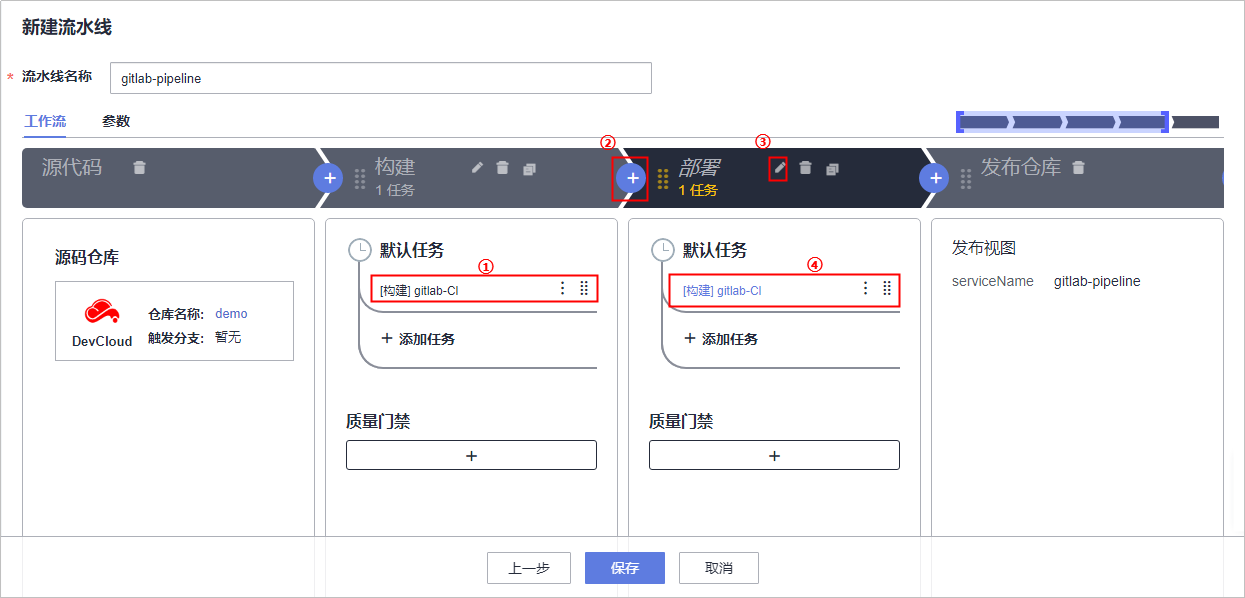 新建流水线
* 流水线名称 gitlab-pipeline
工作流 参数
② ③
源代码 + 构建 + 部署 + 发布仓库
1 任务 1 任务
源码仓库
DevCloud
仓库名称: demo
触发分支: 暂无
默认任务
①
[构建] gitlab-CI
+ 添加任务
质量门禁
+
默认任务
④
[构建] gitlab-CI
+ 添加任务
质量门禁
+
发布视图
serviceName gitlab-pipeline
上一步 保存 取消